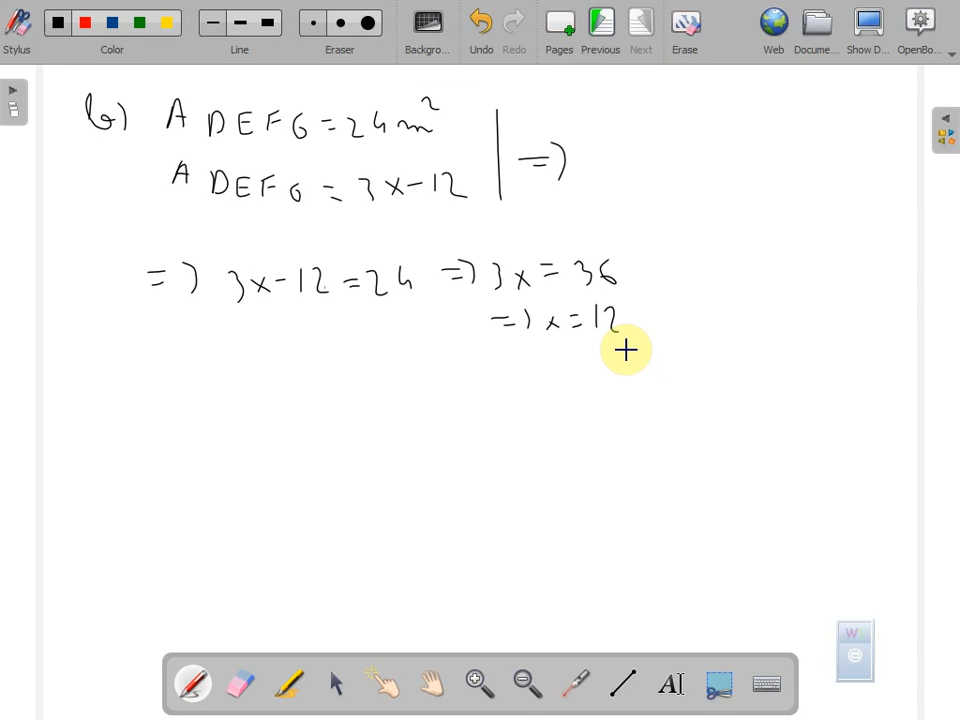 Stylus Color Line Eraser Backgro... Undo Redo Pages Previous Next Erase Web Docume... Show D... OpenBo...
b) A DEFG = 24 m²
A DEFG = 3x-12 | =>
=> 3x-12 = 24 => 3x = 36
=> x = 12